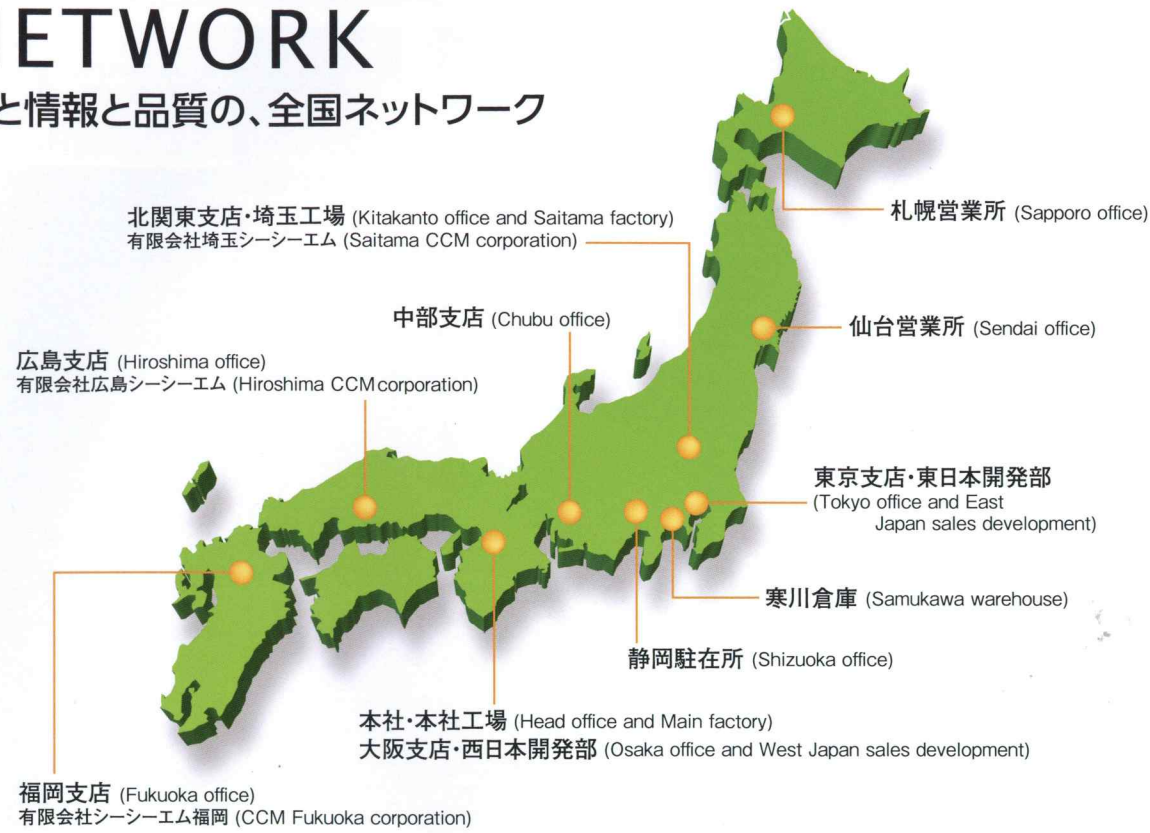 ETWORK
と情報と品質の、全国ネットワーク
札幌営業所 (Sapporo office)
北関東支店・埼玉工場 (Kitakanto office and Saitama factory)
有限会社埼玉シーシーエム (Saitama CCM corporation)
中部支店 (Chubu office)
仙台営業所 (Sendai office)
広島支店 (Hiroshima office)
有限会社広島シーシーエム (Hiroshima CCM corporation)
東京支店・東日本開発部
(Tokyo office and East
Japan sales development)
寒川倉庫 (Samukawa warehouse)
静岡駐在所 (Shizuoka office)
本社・本社工場 (Head office and Main factory)
大阪支店・西日本開発部 (Osaka office and West Japan sales development)
福岡支店 (Fukuoka office)
有限会社シーシーエム福岡 (CCM Fukuoka corporation)